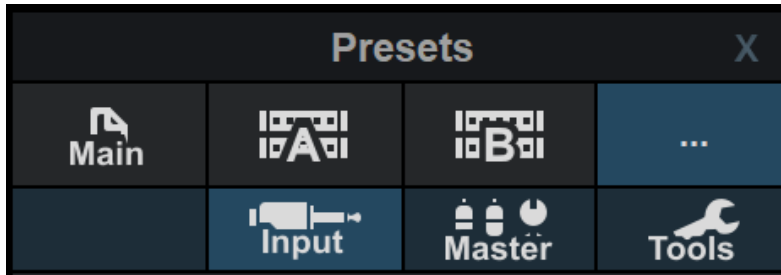 Presets X
Main A B ...
Input Master Tools